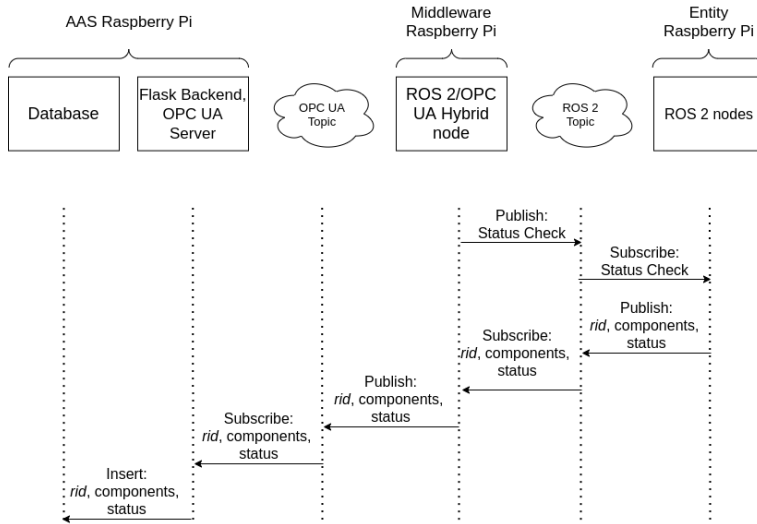 AAS Raspberry Pi
Middleware
Raspberry Pi
Entity
Raspberry Pi
Database
Flask Backend,
OPC UA
Server
OPC UA
Topic
ROS 2/OPC
UA Hybrid
node
ROS 2
Topic
ROS 2 nodes
Publish:
Status Check
Subscribe:
Status Check
Publish:
rid, components,
status
Subscribe:
rid, components,
status
Publish:
rid, components,
status
Subscribe:
rid, components,
status
Insert:
rid, components,
status